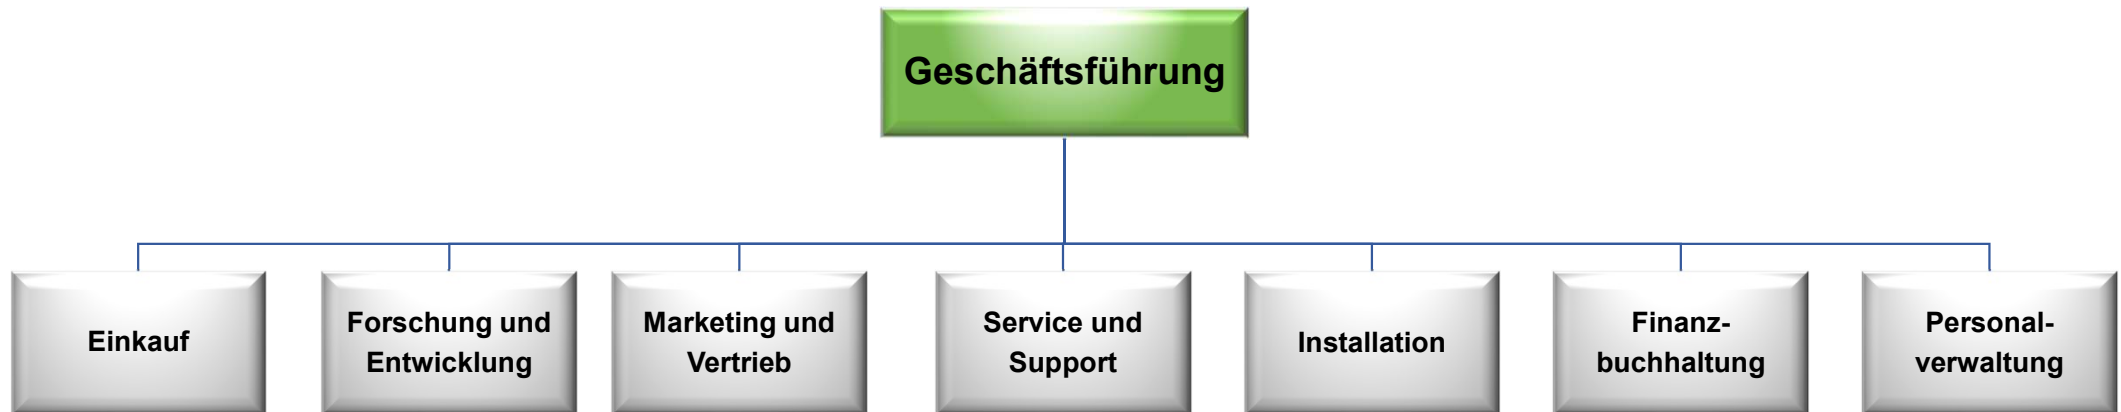 Geschäftsführung
Einkauf
Forschung und
Entwicklung
Marketing und
Vertrieb
Service und
Support
Installation
Finanz-
buchhaltung
Personal-
verwaltung